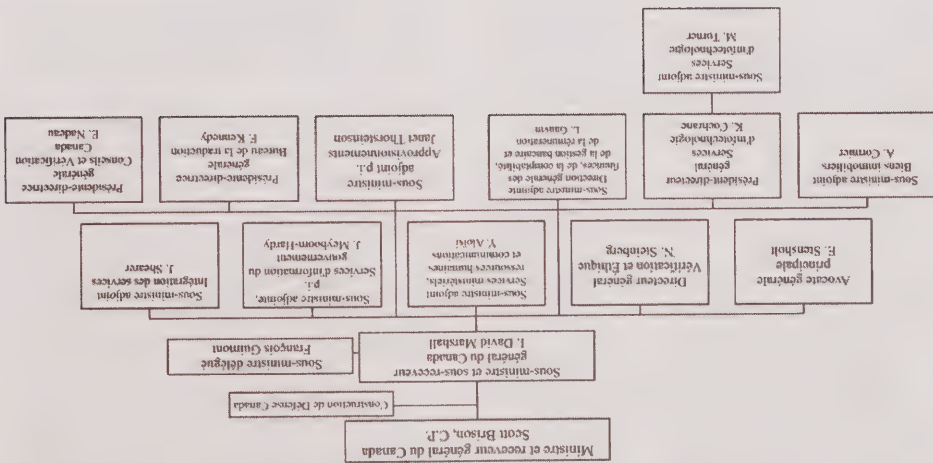 Ministre et receveur général du Canada
Scott Brison, C.P.
Construction de Défense Canada
Sous-ministre et sous-receveur
général du Canada
I. David Marshall
Sous-ministre délégué
François Guimont
Avocate générale
principale
E. Stensholt
Directeur général
Vérification et Éthique
N. Steinberg
Sous-ministre adjoint
Services ministériels,
ressources humaines
et communications
Y. Aloïsi
Sous-ministre adjointe,
p.i.
Services d'information du
gouvernement
J. Meyboom-Hardy
Sous-ministre adjoint
Intégration des services
J. Shearer
Sous-ministre adjoint
Biens immobiliers
A. Cormier
Président-directeur
général
Services
d'infotechnologie
K. Cochrane
Sous-ministre adjointe
Direction générale des
finances, de la comptabilité,
de la gestion bancaire et
de la rémunération
L. Gauvin
Sous-ministre
adjoint p.i.
Approvisionnements
Janet Thorsteinson
Présidente-directrice
générale
Bureau de la traduction
F. Kennedy
Présidente-directrice
générale
Conseils et Vérification
Canada
E. Nadeau
Sous-ministre adjoint
Services
d'infotechnologie
M. Turner